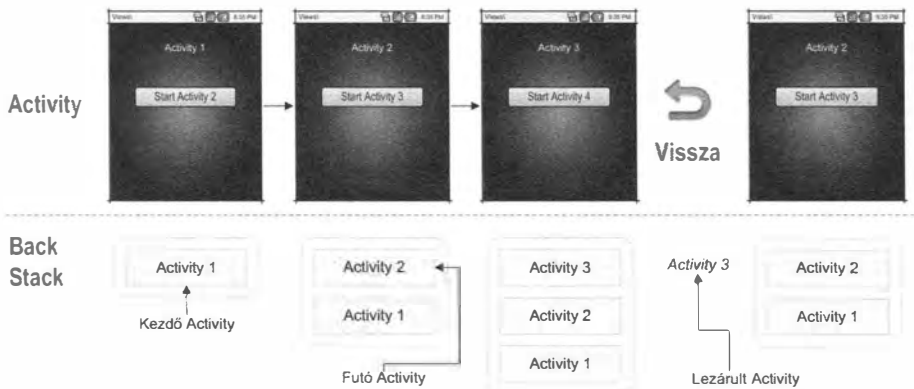 Activity 1
Start Activity 2
Activity 2
Start Activity 3
Activity 3
Start Activity 4
Activity 2
Start Activity 3
Activity
Vissza
Back
Stack
Activity 1
Kezdő Activity
Activity 2
Activity 1
Futó Activity
Activity 3
Activity 2
Activity 1
Activity 3
Lezárult Activity
Activity 2
Activity 1